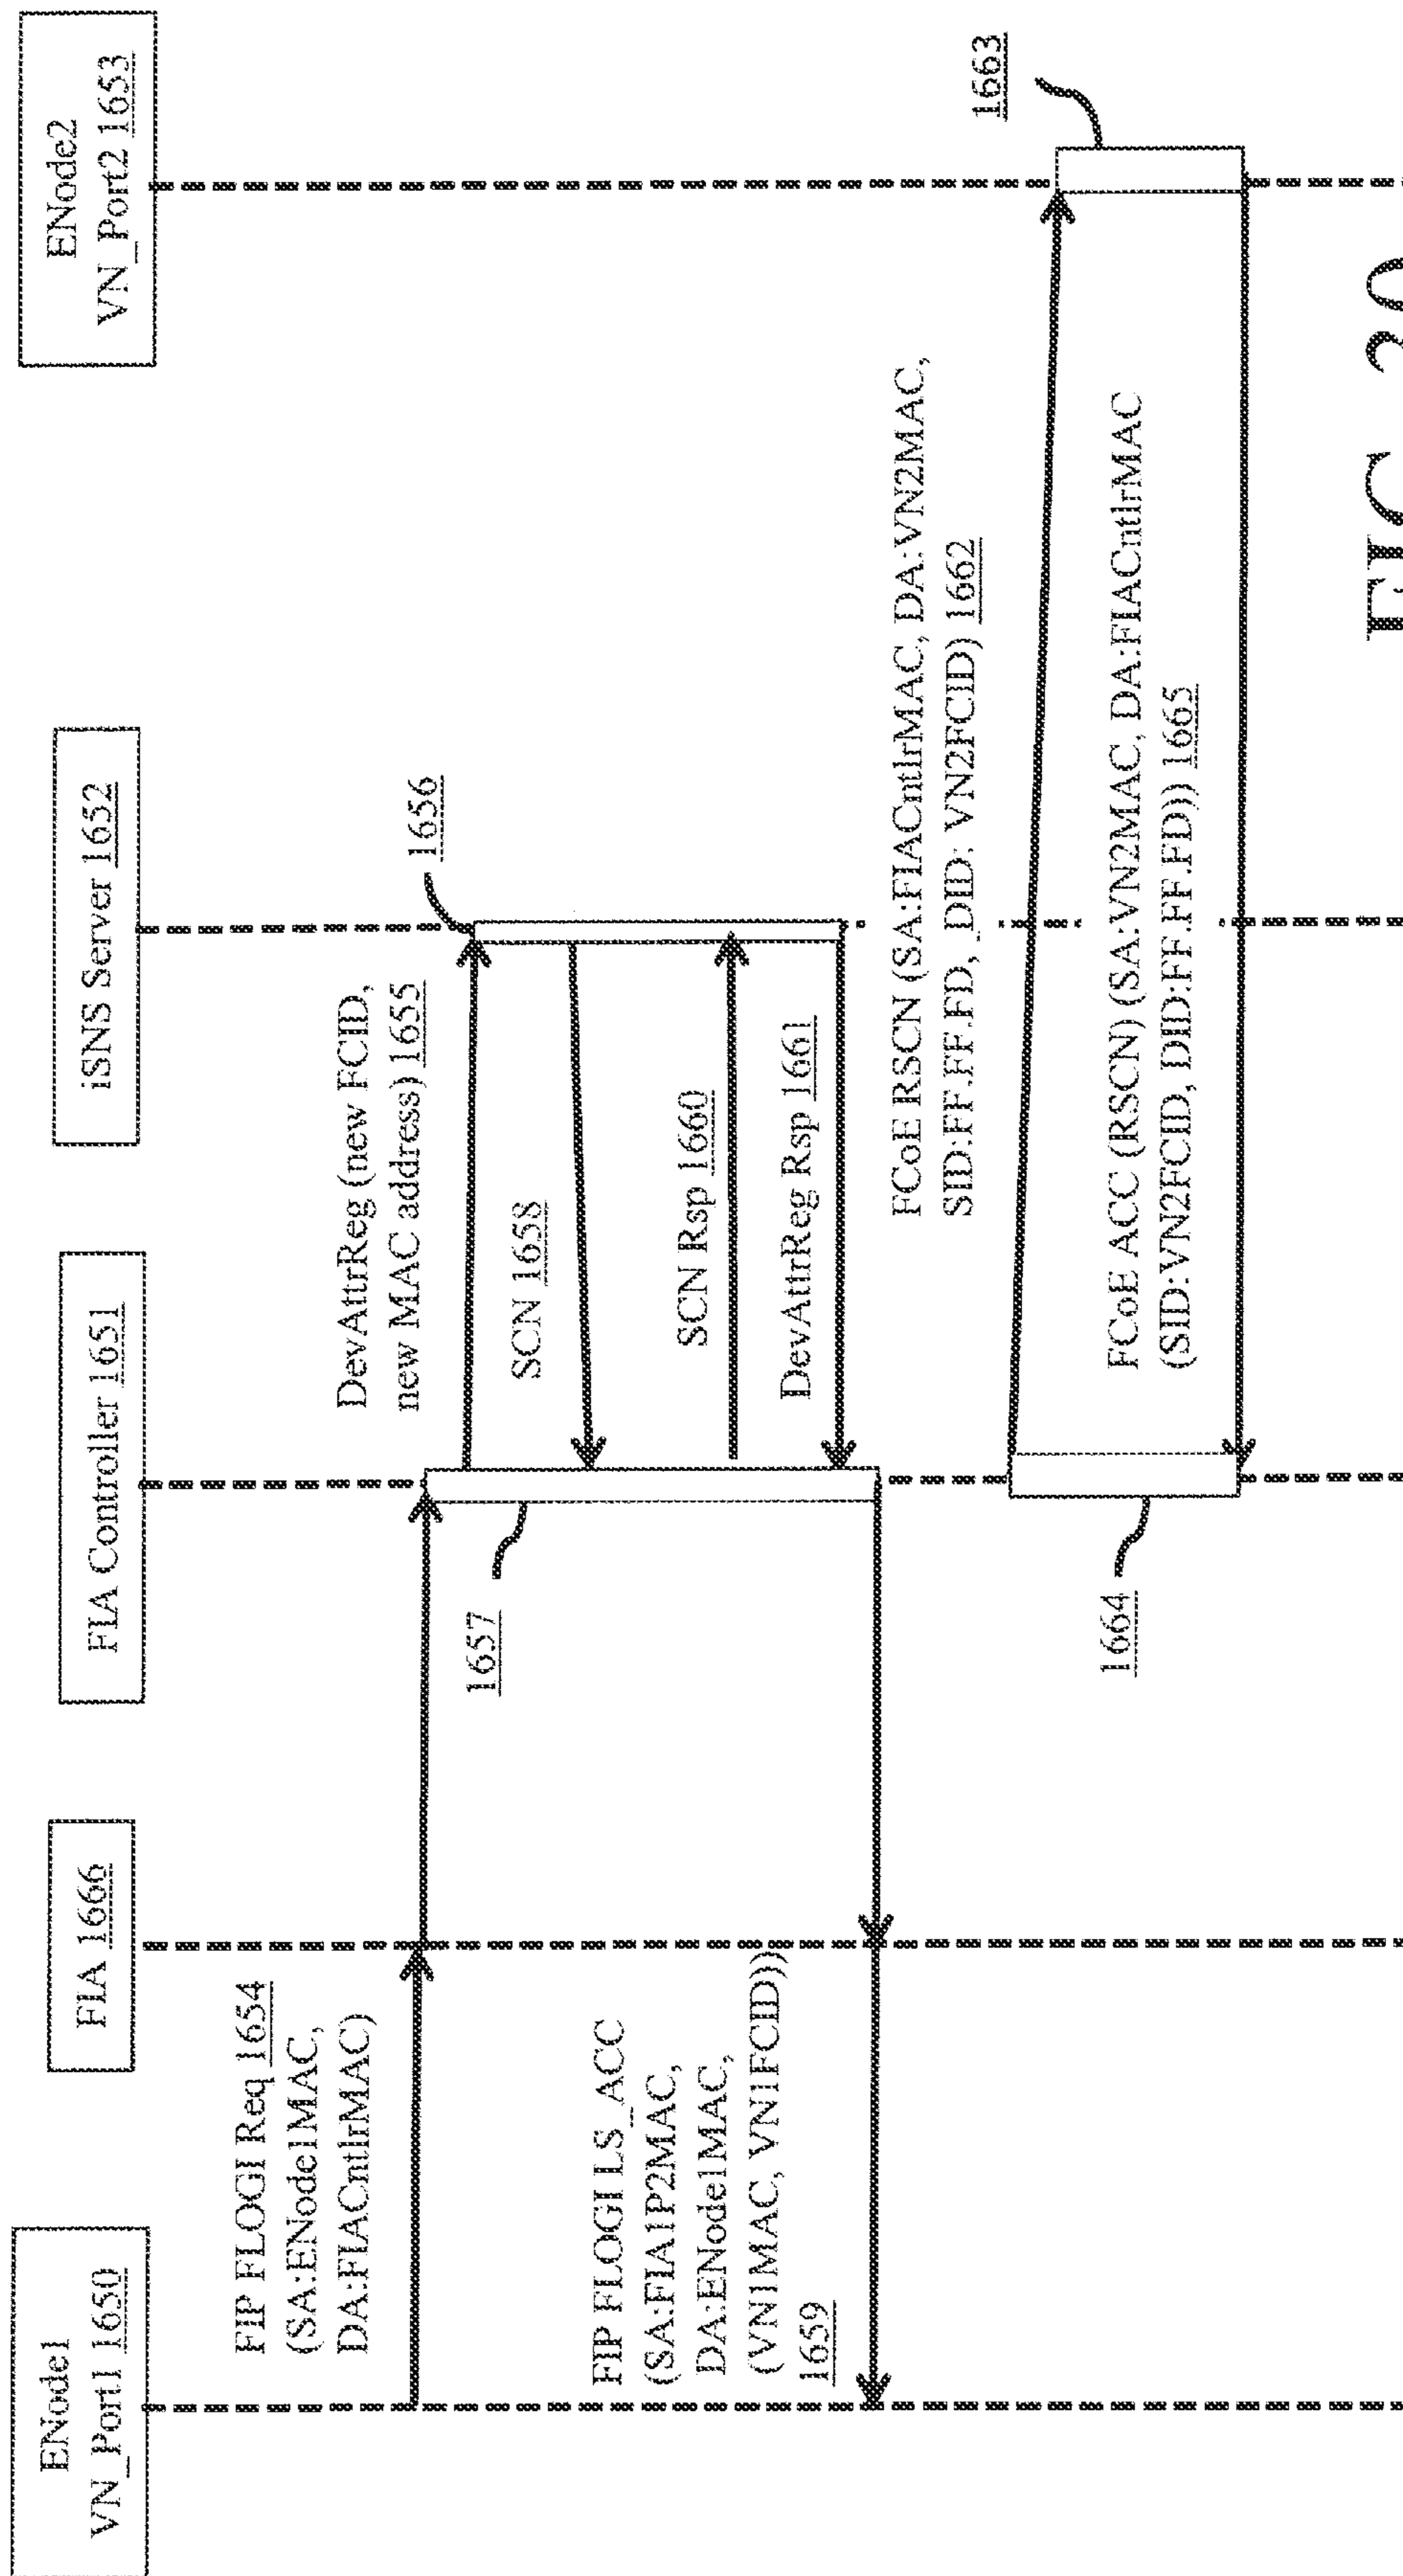 ENode1
VN_Port1 1650
FIA 1666
FIA Controller 1651
iSNS Server 1652
ENode2
VN_Port2 1653
FIP FLOGI Req 1654
(SA:ENode1MAC,
DA:FIACntlrMAC)
DevAttrReg (new FCID,
new MAC address) 1655
1656
1657
SCN 1658
FIP FLOGI LS_ACC
(SA:FIA1P2MAC,
DA:ENode1MAC,
(VN1MAC, VN1FCID))
1659
SCN Rsp 1660
DevAttrReg Rsp 1661
FCoE RSCN (SA:FIACntlrMAC, DA:VN2MAC,
SID:FF.FF.FD, DID: VN2FCID) 1662
1663
1664
FCoE ACC (RSCN) (SA:VN2MAC, DA:FIACntlrMAC
(SID:VN2FCID, DID:FF.FF.FD)) 1665